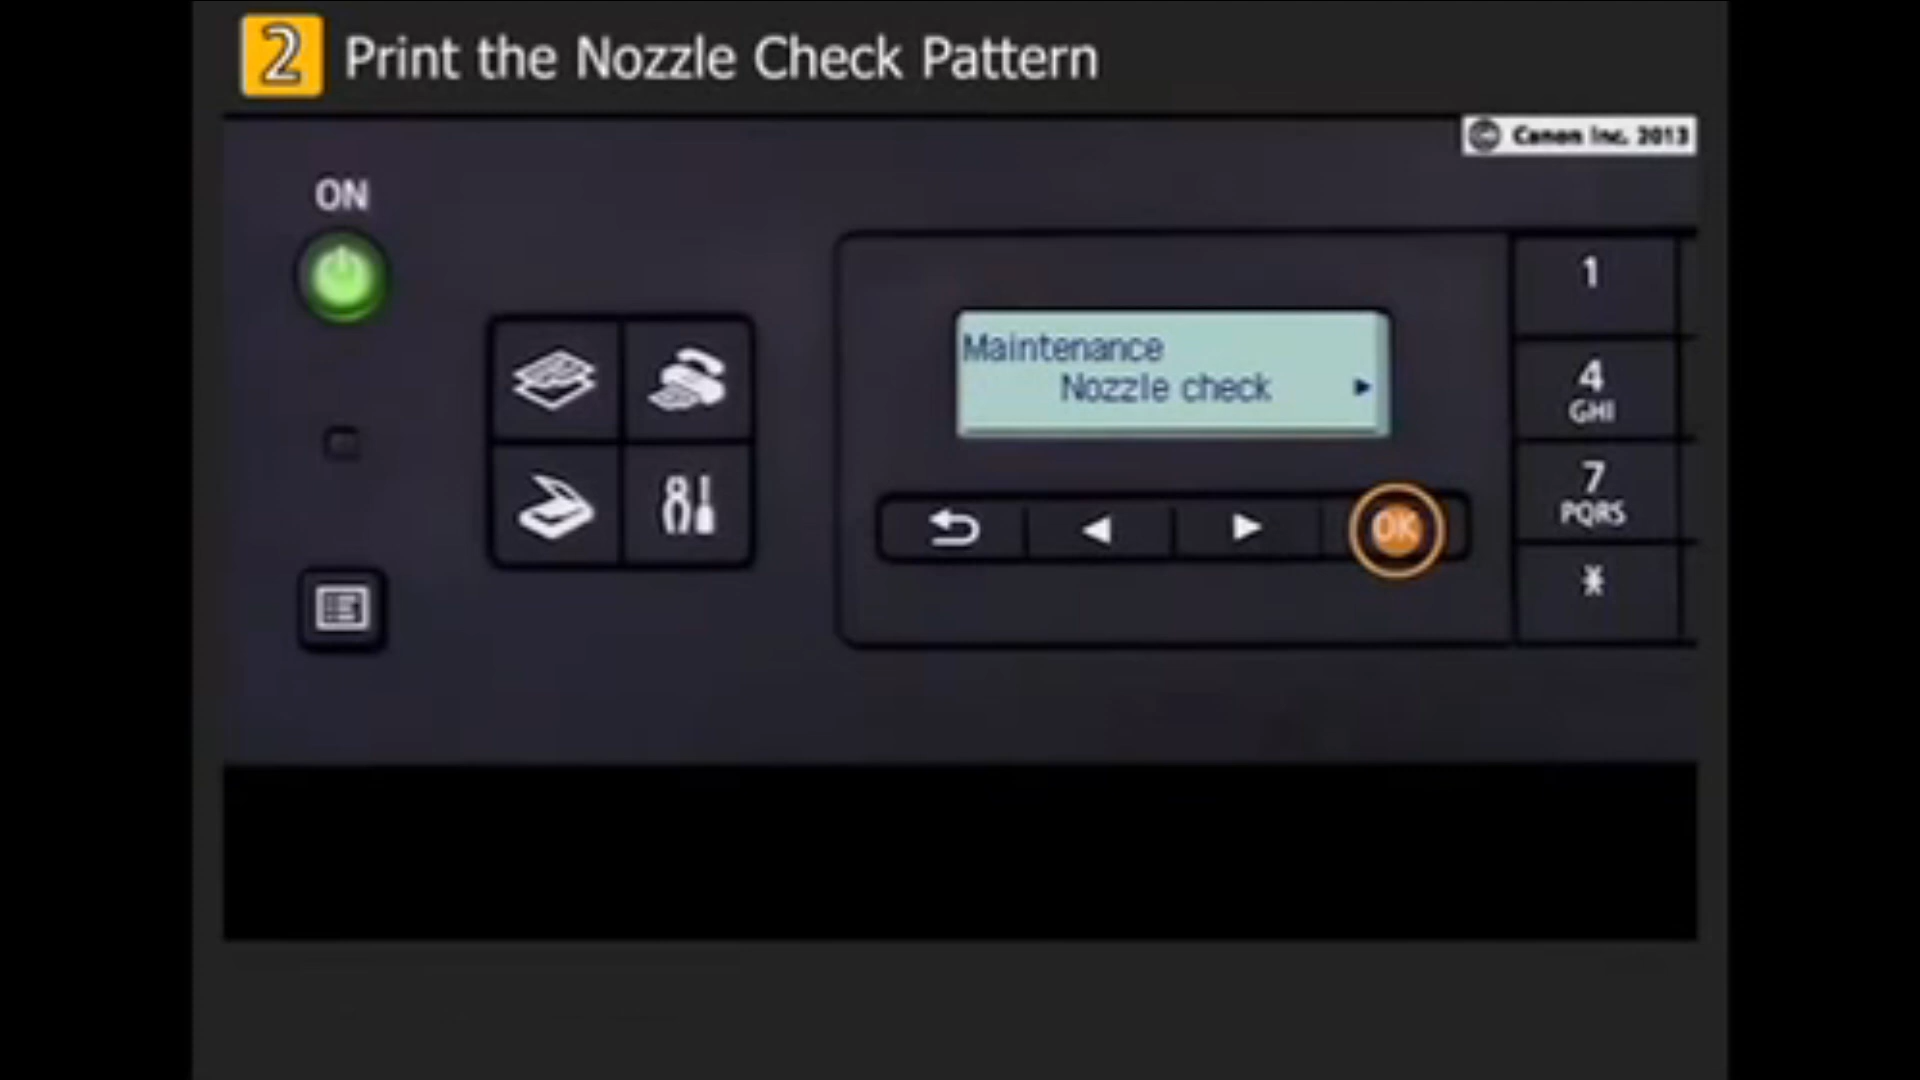 2 Print the Nozzle Check Pattern
© Canon Inc. 2013
ON
Maintenance
Nozzle check
OK
1
4
GHI
7
PQRS
*